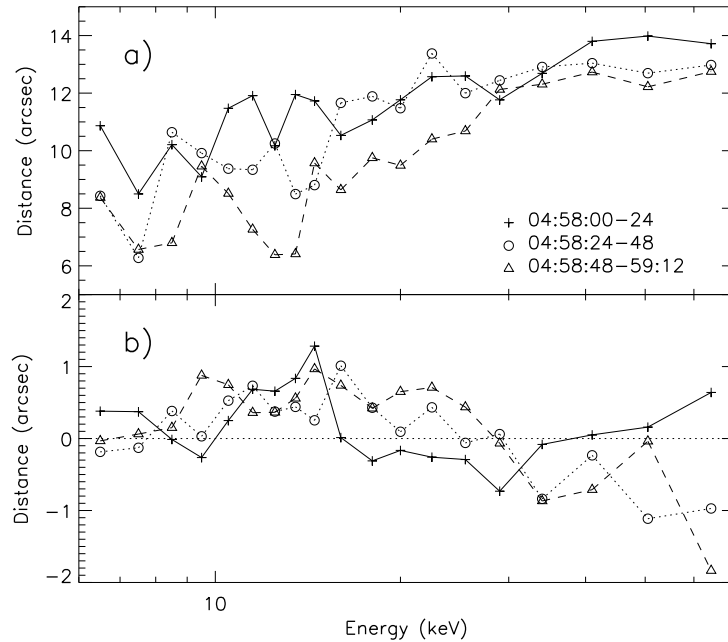 14
12
10
8
6
a)
Distance (arcsec)
04:58:00-24
04:58:24-48
04:58:48-59:12
2
1
0
-1
-2
b)
Distance (arcsec)
10
Energy (keV)